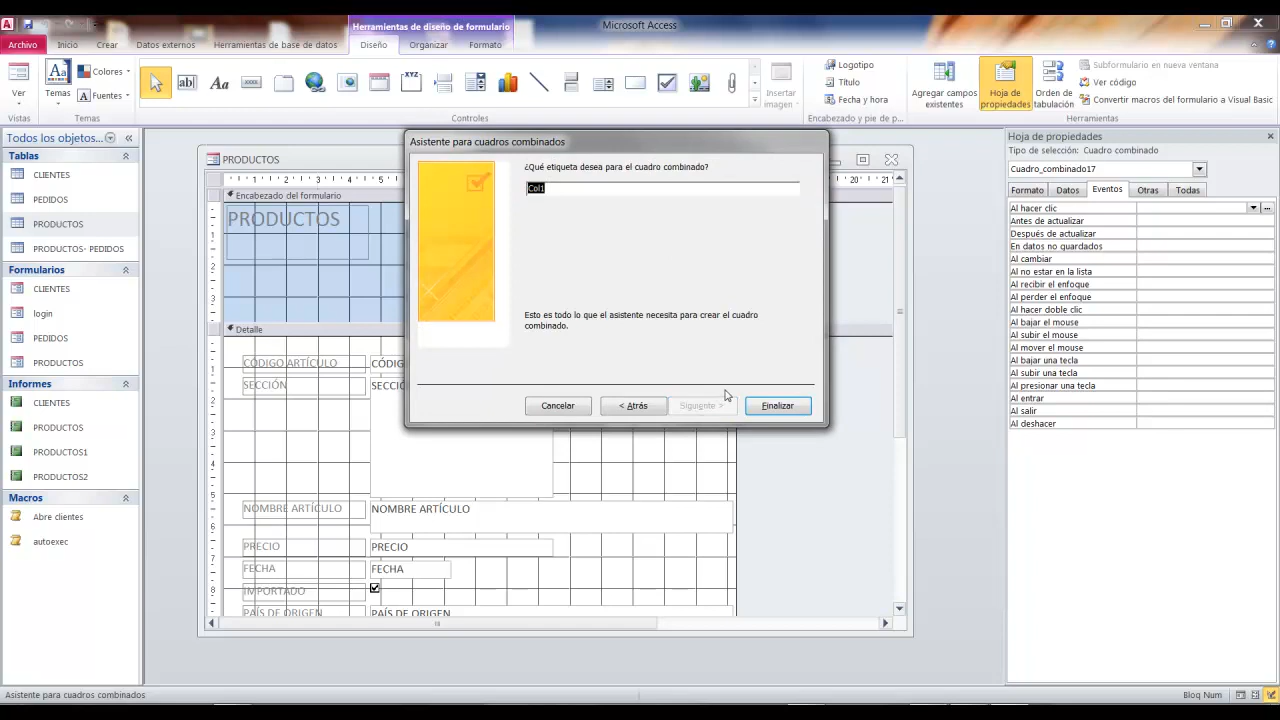 Herramientas de diseño de formulario
Microsoft Access
Archivo
Inicio
Crear
Datos externos
Herramientas de base de datos
Diseño
Organizar
Formato
Ver
Vistas
Temas
Colores
Fuentes
Temas
Controles
Insertar imagen
Logotipo
Título
Fecha y hora
Encabezado y pie de p...
Agregar campos existentes
Hoja de propiedades
Orden de tabulación
Subformulario en nueva ventana
Ver código
Convertir macros del formulario a Visual Basic
Herramientas
Todos los objetos...
Tablas
CLIENTES
PEDIDOS
PRODUCTOS
PRODUCTOS- PEDIDOS
Formularios
CLIENTES
login
PEDIDOS
PRODUCTOS
Informes
CLIENTES
PRODUCTOS
PRODUCTOS1
PRODUCTOS2
Macros
Abre clientes
autoexec
PRODUCTOS
Encabezado del formulario
PRODUCTOS
Detalle
CÓDIGO ARTÍCULO
CÓDIG
SECCIÓN
SECCIÓ
NOMBRE ARTÍCULO
NOMBRE ARTÍCULO
PRECIO
PRECIO
FECHA
FECHA
IMPORTADO
PAÍS DE ORIGEN
PAÍS DE ORIGEN
Asistente para cuadros combinados
¿Qué etiqueta desea para el cuadro combinado?
Col1
Esto es todo lo que el asistente necesita para crear el cuadro
combinado.
Cancelar
< Atrás
Siguiente >
Finalizar
Hoja de propiedades
Tipo de selección: Cuadro combinado
Cuadro_combinado17
Formato
Datos
Eventos
Otras
Todas
Al hacer clic
Antes de actualizar
Después de actualizar
En datos no guardados
Al cambiar
Al no estar en la lista
Al recibir el enfoque
Al perder el enfoque
Al hacer doble clic
Al bajar el mouse
Al subir el mouse
Al mover el mouse
Al bajar una tecla
Al subir una tecla
Al presionar una tecla
Al entrar
Al salir
Al deshacer
Asistente para cuadros combinados
Bloq Num